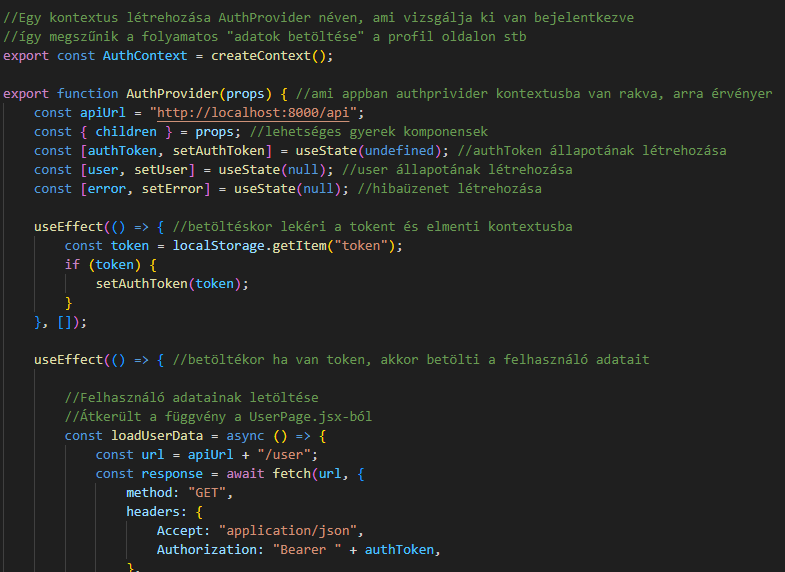 //Egy kontextus létrehozása AuthProvider néven, ami vizsgálja ki van bejelentkezve
//így megszűnik a folyamatos "adatok betöltése" a profil oldalon stb
export const AuthContext = createContext();
export function AuthProvider(props) { //ami appban authprivider kontextusba van rakva, arra érvényer
const apiUrl = "http://localhost:8000/api";
const { children } = props; //lehetséges gyerek komponensek
const [authToken, setAuthToken] = useState(undefined); //authToken állapotának létrehozása
const [user, setUser] = useState(null); //user állapotának létrehozása
const [error, setError] = useState(null); //hibaüzenet létrehozása
useEffect(() => { //betöltéskor lekéri a tokent és elmenti kontextusba
const token = localStorage.getItem("token");
if (token) {
setAuthToken(token);
}
}, []);
useEffect(() => { //betöltékor ha van token, akkor betölti a felhasználó adatait
//Felhasználó adatainak letöltése
//Átkerült a függvény a UserPage.jsx-ból
const loadUserData = async () => {
const url = apiUrl + "/user";
const response = await fetch(url, {
method: "GET",
headers: {
Accept: "application/json",
Authorization: "Bearer " + authToken,
},